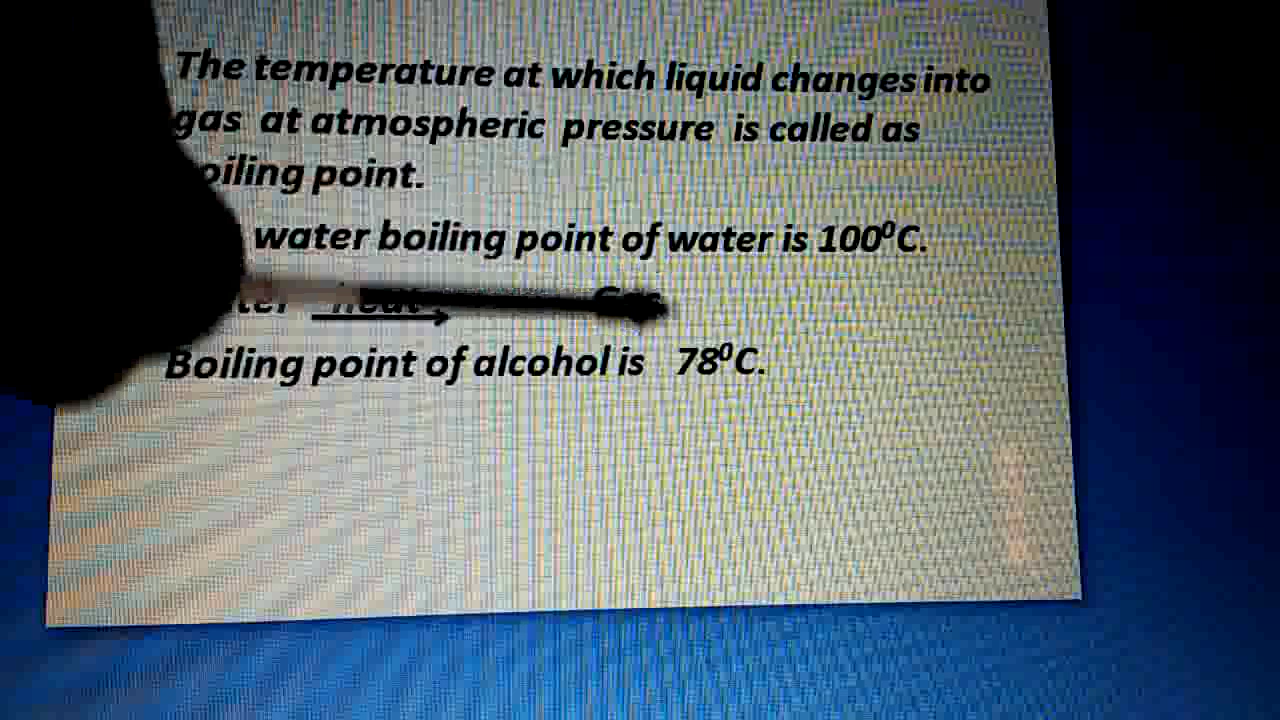 The temperature at which liquid changes into
gas at atmospheric pressure is called as
oiling point.
water boiling point of water is 100⁰C.
heat
Boiling point of alcohol is 78⁰C.